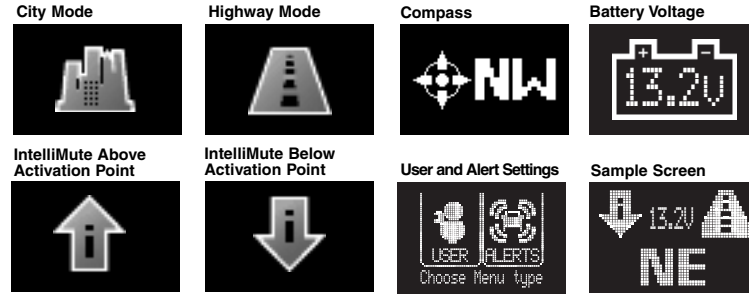 City Mode
Highway Mode
Compass
Battery Voltage
NW
+ -
13.2V
IntelliMute Above
Activation Point
IntelliMute Below
Activation Point
User and Alert Settings
Sample Screen
i
i
USER ALERTS
Choose Menu type
i 13.2V
NE